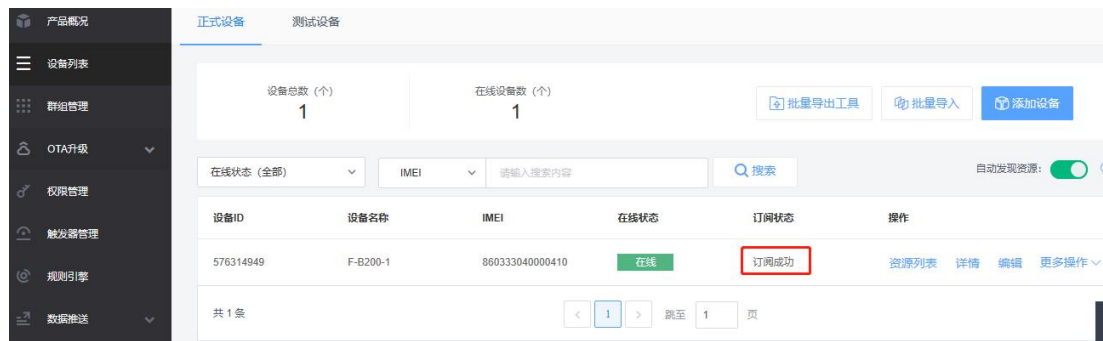 产品概况
设备列表
群组管理
OTA升级
权限管理
触发器管理
规则引擎
数据推送
正式设备 测试设备
设备总数（个） 在线设备数（个）
1 1
批量导出工具 批量导入 添加设备
在线状态（全部） IMEI 请输入搜索内容 搜索 自动发现资源：
设备ID 设备名称 IMEI 在线状态 订阅状态 操作
576314949 F-B200-1 860333040000410 在线 订阅成功 资源列表 详情 编辑 更多操作
共 1 条 < 1 > 跳至 1 页